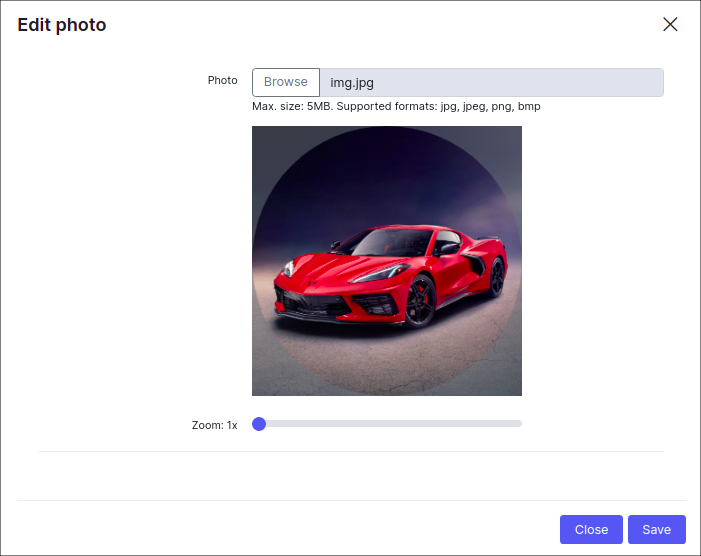 Edit photo
Photo
Browse
img.jpg
Max. size: 5MB. Supported formats: jpg, jpeg, png, bmp
Zoom: 1x
Close
Save